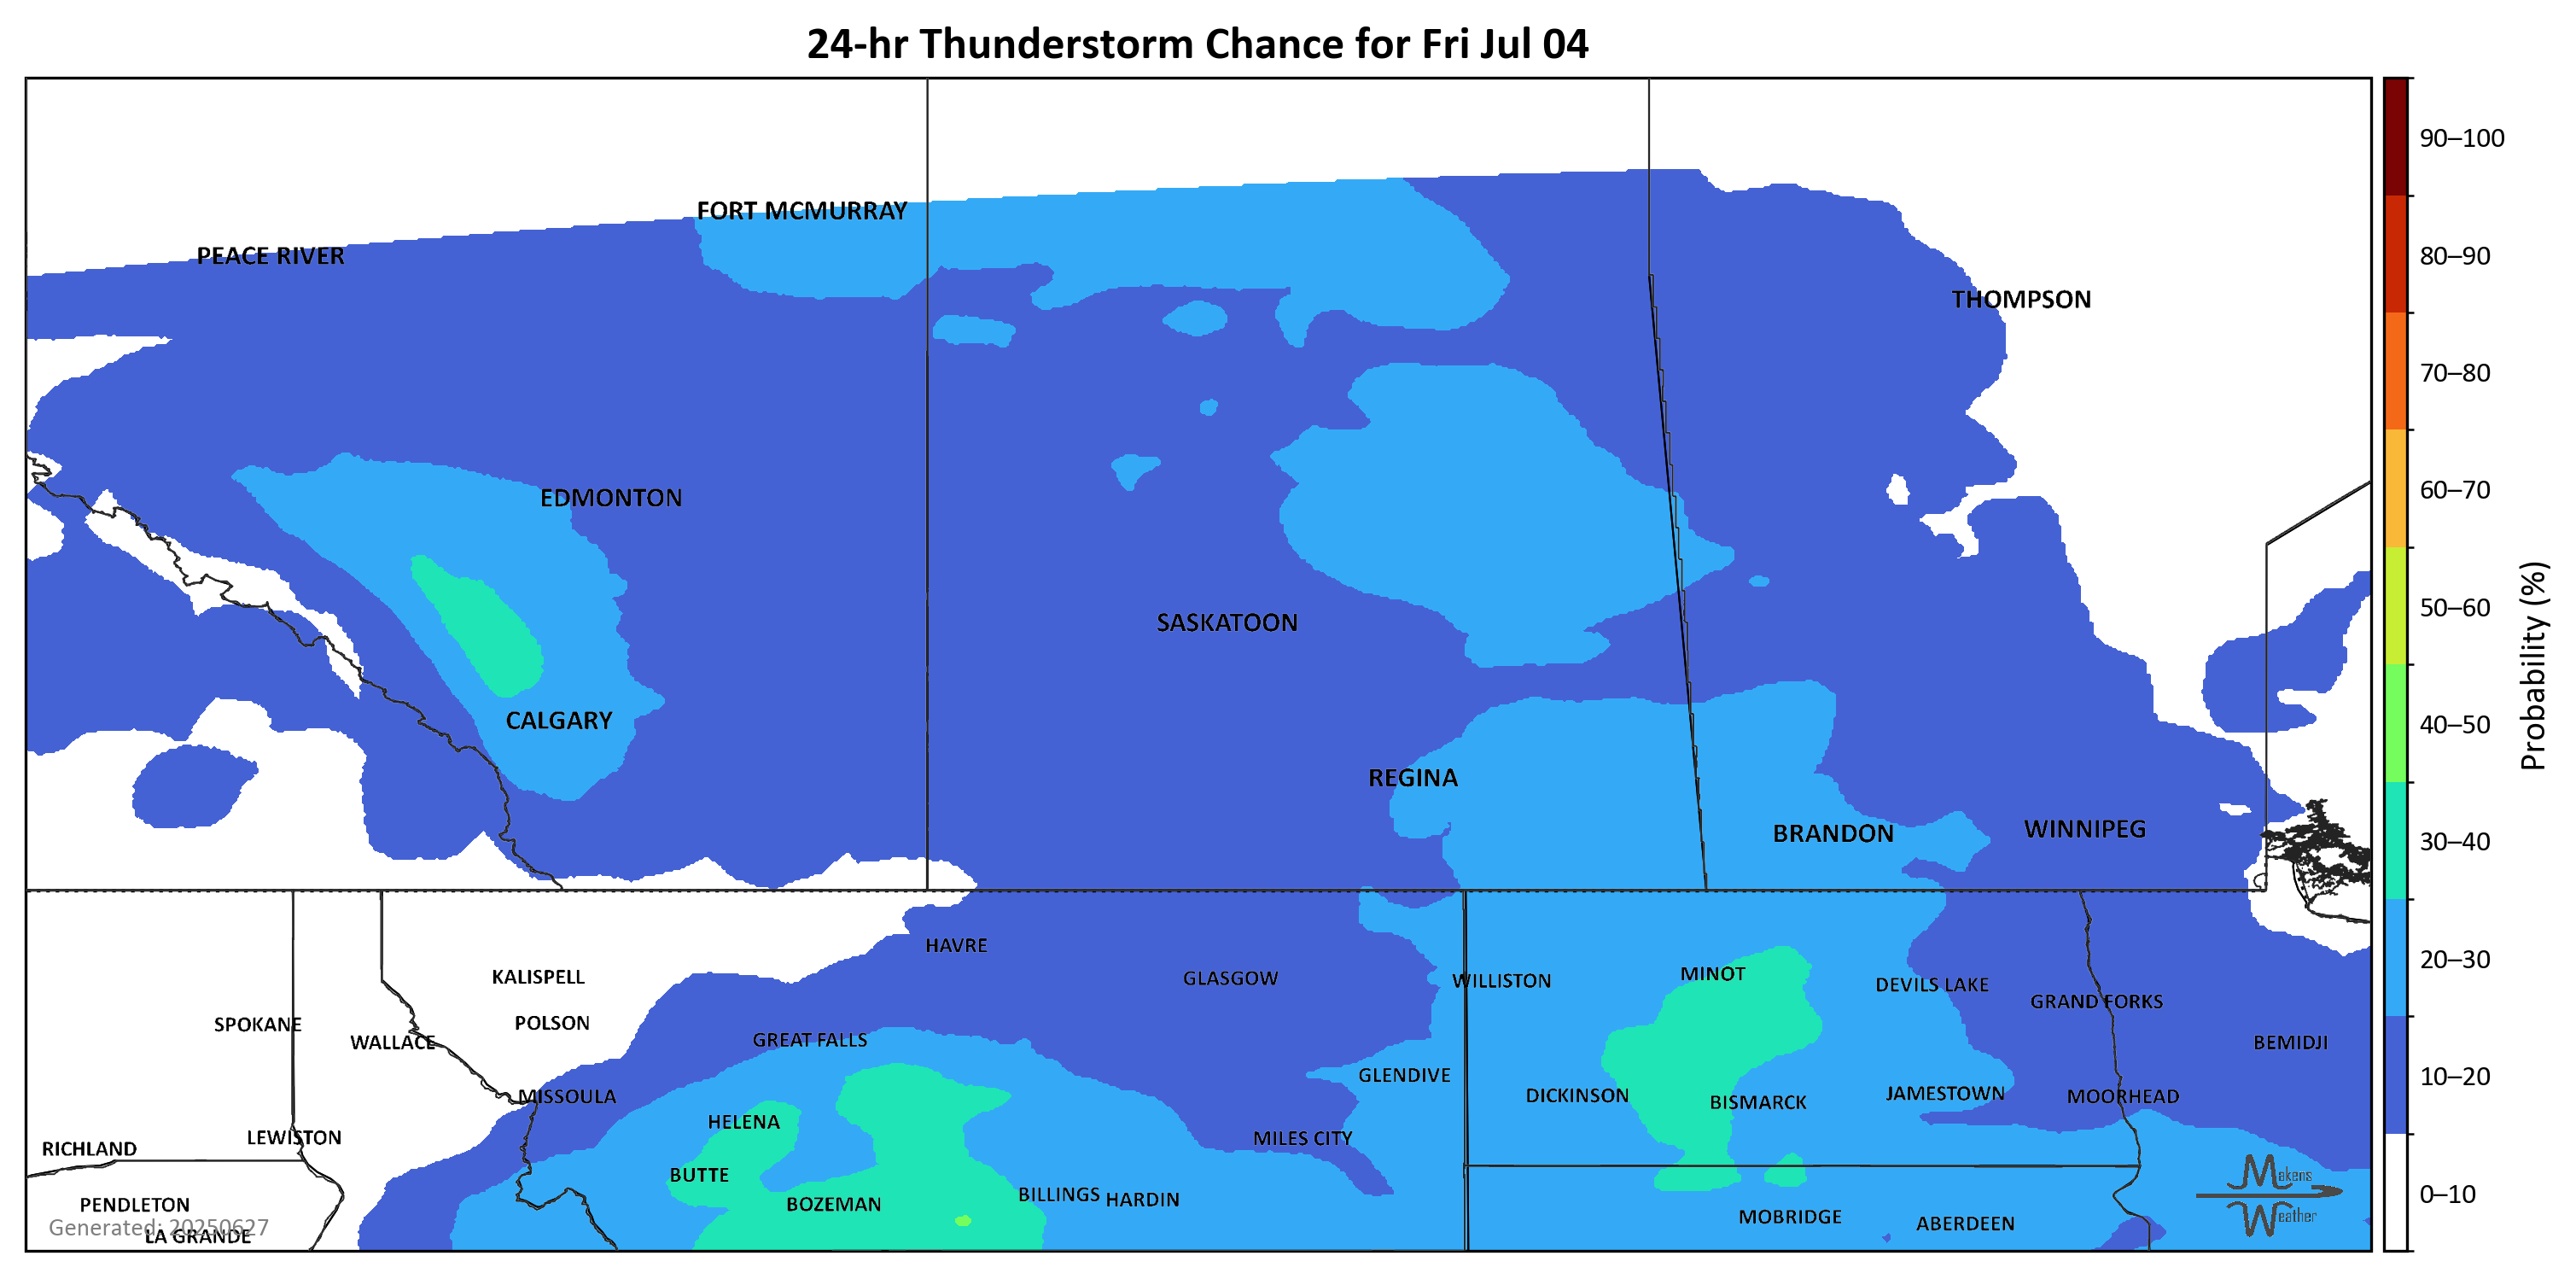 24-hr Thunderstorm Chance for Fri Jul 04
90–100
FORT MCMURRAY
PEACE RIVER
80–90
THOMPSON
70–80
EDMONTON
60–70
SASKATOON
50–60
Probability (%)
CALGARY
40–50
REGINA
BRANDON
WINNIPEG
30–40
HAVRE
20–30
KALISPELL
GLASGOW
WILLISTON
MINOT
DEVILS LAKE
GRAND FORKS
SPOKANE
POLSON
WALLACE
GREAT FALLS
BEMIDJI
GLENDIVE
10–20
MISSOULA
DICKINSON
BISMARCK
JAMESTOWN
MOORHEAD
HELENA
LEWISTON
MILES CITY
RICHLAND
BUTTE
Makens
Weather
0–10
PENDLETON
BOZEMAN
BILLINGS
HARDIN
MOBRIDGE
ABERDEEN
Generated: 20250627
LA GRANDE